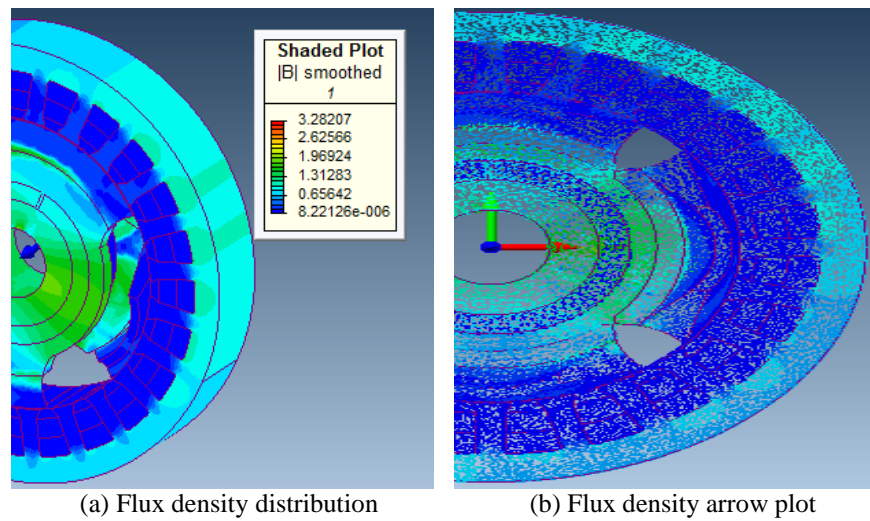 Shaded Plot
|B| smoothed
1
3.28207
2.62566
1.96924
1.31283
0.65642
8.22126e-006
(a) Flux density distribution
(b) Flux density arrow plot